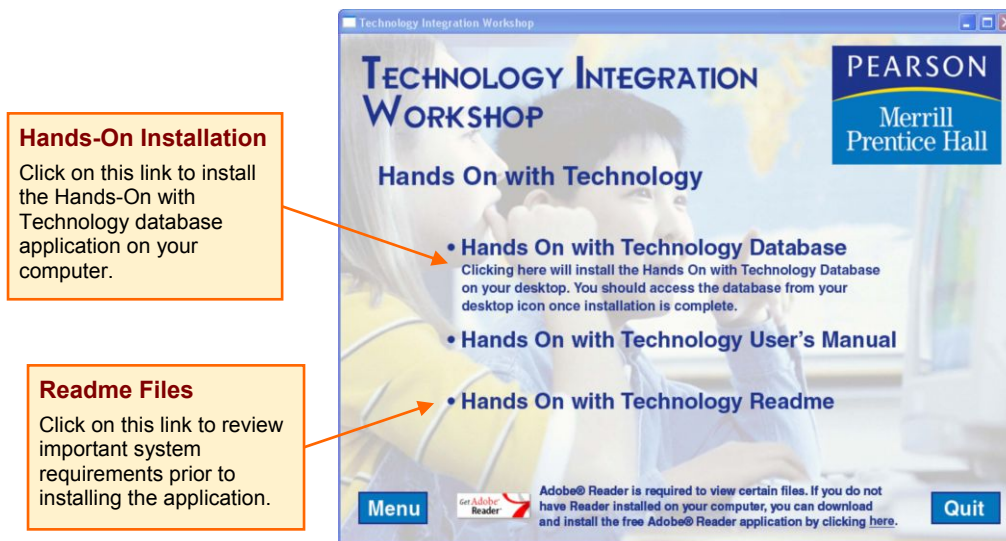 Technology Integration Workshop
TECHNOLOGY INTEGRATION
WORKSHOP
PEARSON
Merrill
Prentice Hall
Hands On with Technology
Hands-On Installation
Click on this link to install
the Hands-On with
Technology database
application on your
computer.
• Hands On with Technology Database
Clicking here will install the Hands On with Technology Database
on your desktop. You should access the database from your
desktop icon once installation is complete.
• Hands On with Technology User's Manual
Readme Files
Click on this link to review
important system
requirements prior to
installing the application.
• Hands On with Technology Readme
Menu
Get Adobe
Reader
Adobe® Reader is required to view certain files. If you do not
have Reader installed on your computer, you can download
and install the free Adobe® Reader application by clicking here.
Quit